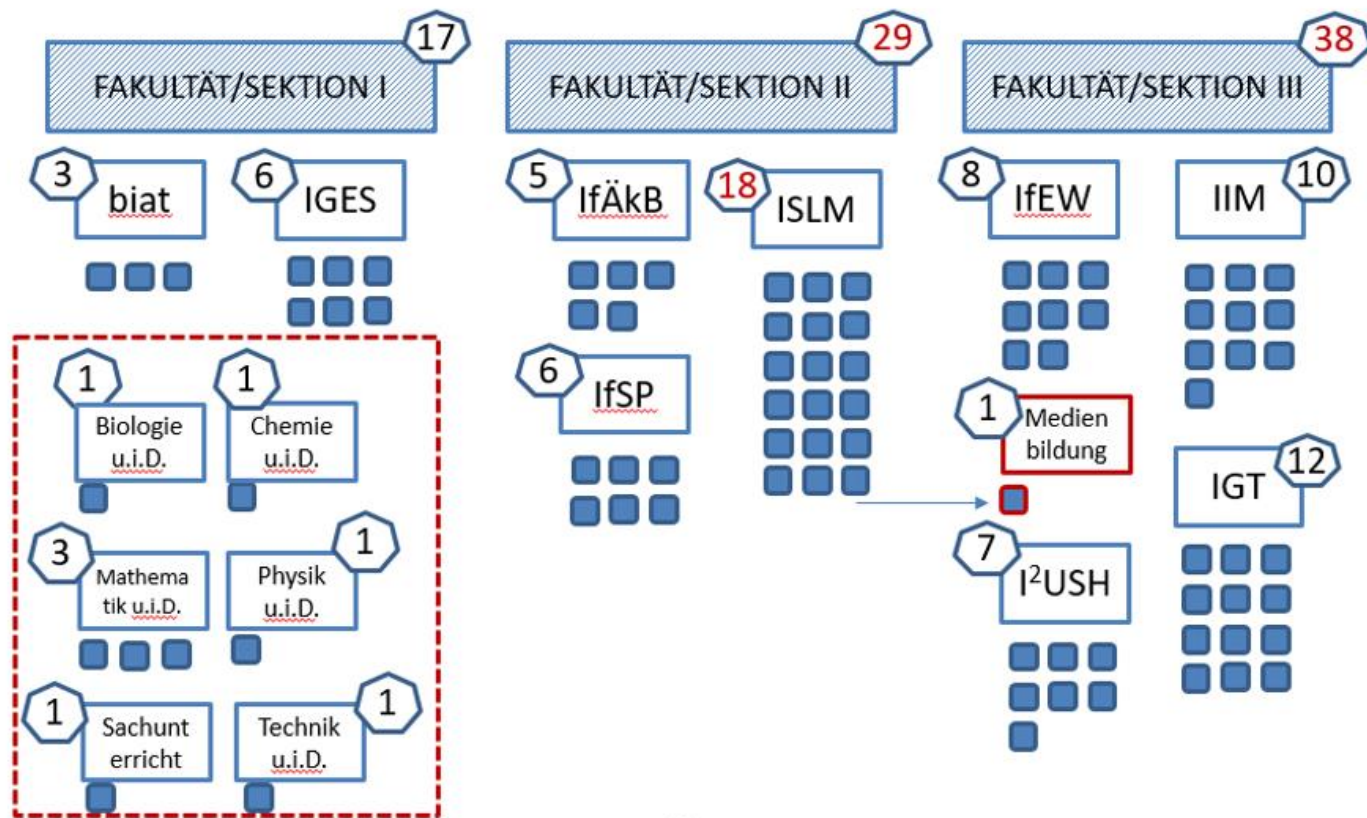 17
FAKULTÄT/SEKTION I
29
FAKULTÄT/SEKTION II
38
FAKULTÄT/SEKTION III
3
biat
6
IGES
5
IfÄkB
18
ISLM
8
IfEW
10
IIM
1
Biologie
u.i.D.
1
Chemie
u.i.D.
6
IfSP
1
Medien
bildung
12
IGT
3
Mathema
tik u.i.D.
1
Physik
u.i.D.
7
I²USH
1
Sachunt
erricht
1
Technik
u.i.D.